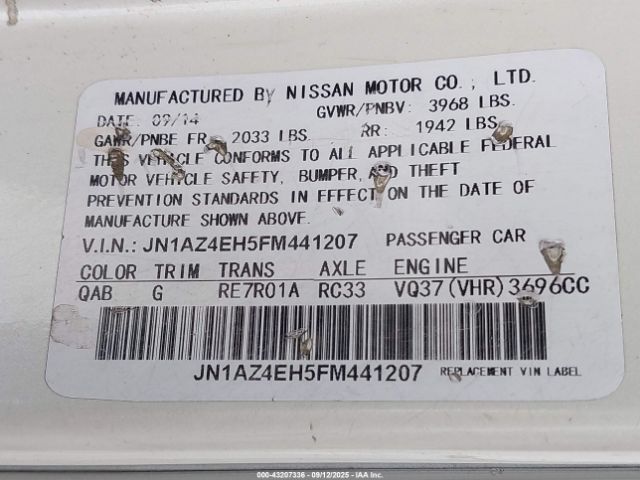 MANUFACTURED BY NISSAN MOTOR CO., LTD.
DATE: 09/14 GVWR/PNBV: 3968 LBS.
GAWR/PNBE FR: 2033 LBS. RR: 1942 LBS.
THIS VEHICLE CONFORMS TO ALL APPLICABLE FEDERAL
MOTOR VEHICLE SAFETY, BUMPER, AND THEFT
PREVENTION STANDARDS IN EFFECT ON THE DATE OF
MANUFACTURE SHOWN ABOVE.
V.I.N.: JN1AZ4EH5FM441207 PASSENGER CAR
COLOR TRIM TRANS AXLE ENGINE
QAB G RE7R01A RC33 VQ37(VHR)3696CC
JN1AZ4EH5FM441207 REPLACEMENT VIN LABEL
000-43207336 - 09/12/2025 - IAA Inc.